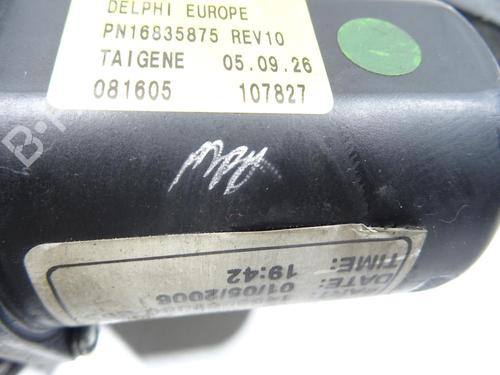 DELPHI EUROPE
PN16835875 REV10
TAIGENE 05.09.26
081605 107827
TIME: 19:42
DATE: 01/05/2006